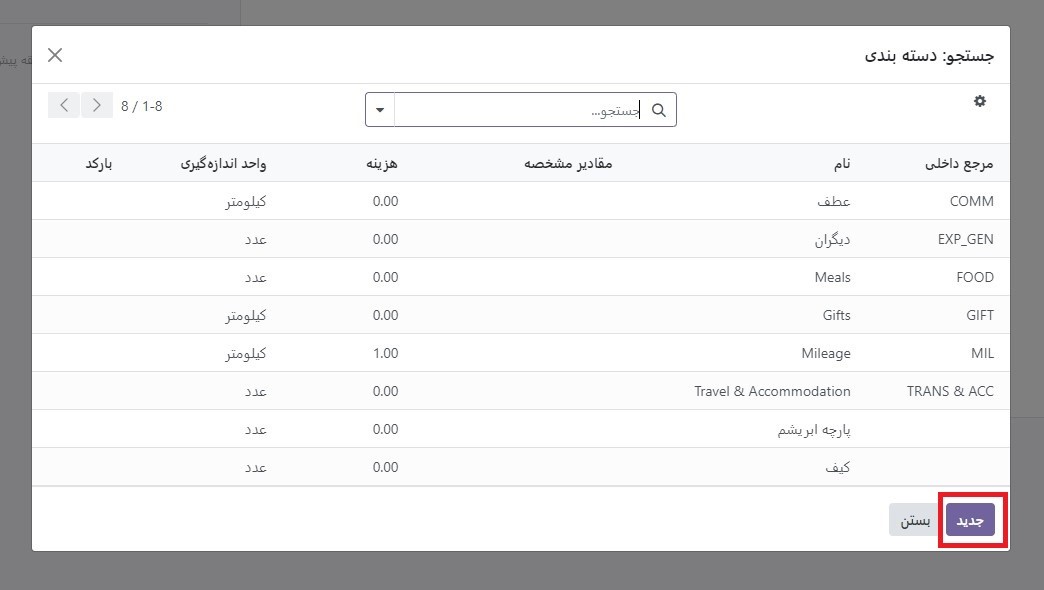 جستجو: دسته بندی
جستجو...
8 / 1-8
مرجع داخلی نام مقادیر مشخصه هزینه واحد اندازه‌گیری بارکد
COMM عطف 0.00 کیلومتر
EXP_GEN دیگران 0.00 عدد
FOOD Meals 0.00 عدد
GIFT Gifts 0.00 کیلومتر
MIL Mileage 1.00 کیلومتر
TRANS & ACC Travel & Accommodation 0.00 عدد
پارچه ابریشم 0.00 عدد
کیف 0.00 عدد
جدید بستن